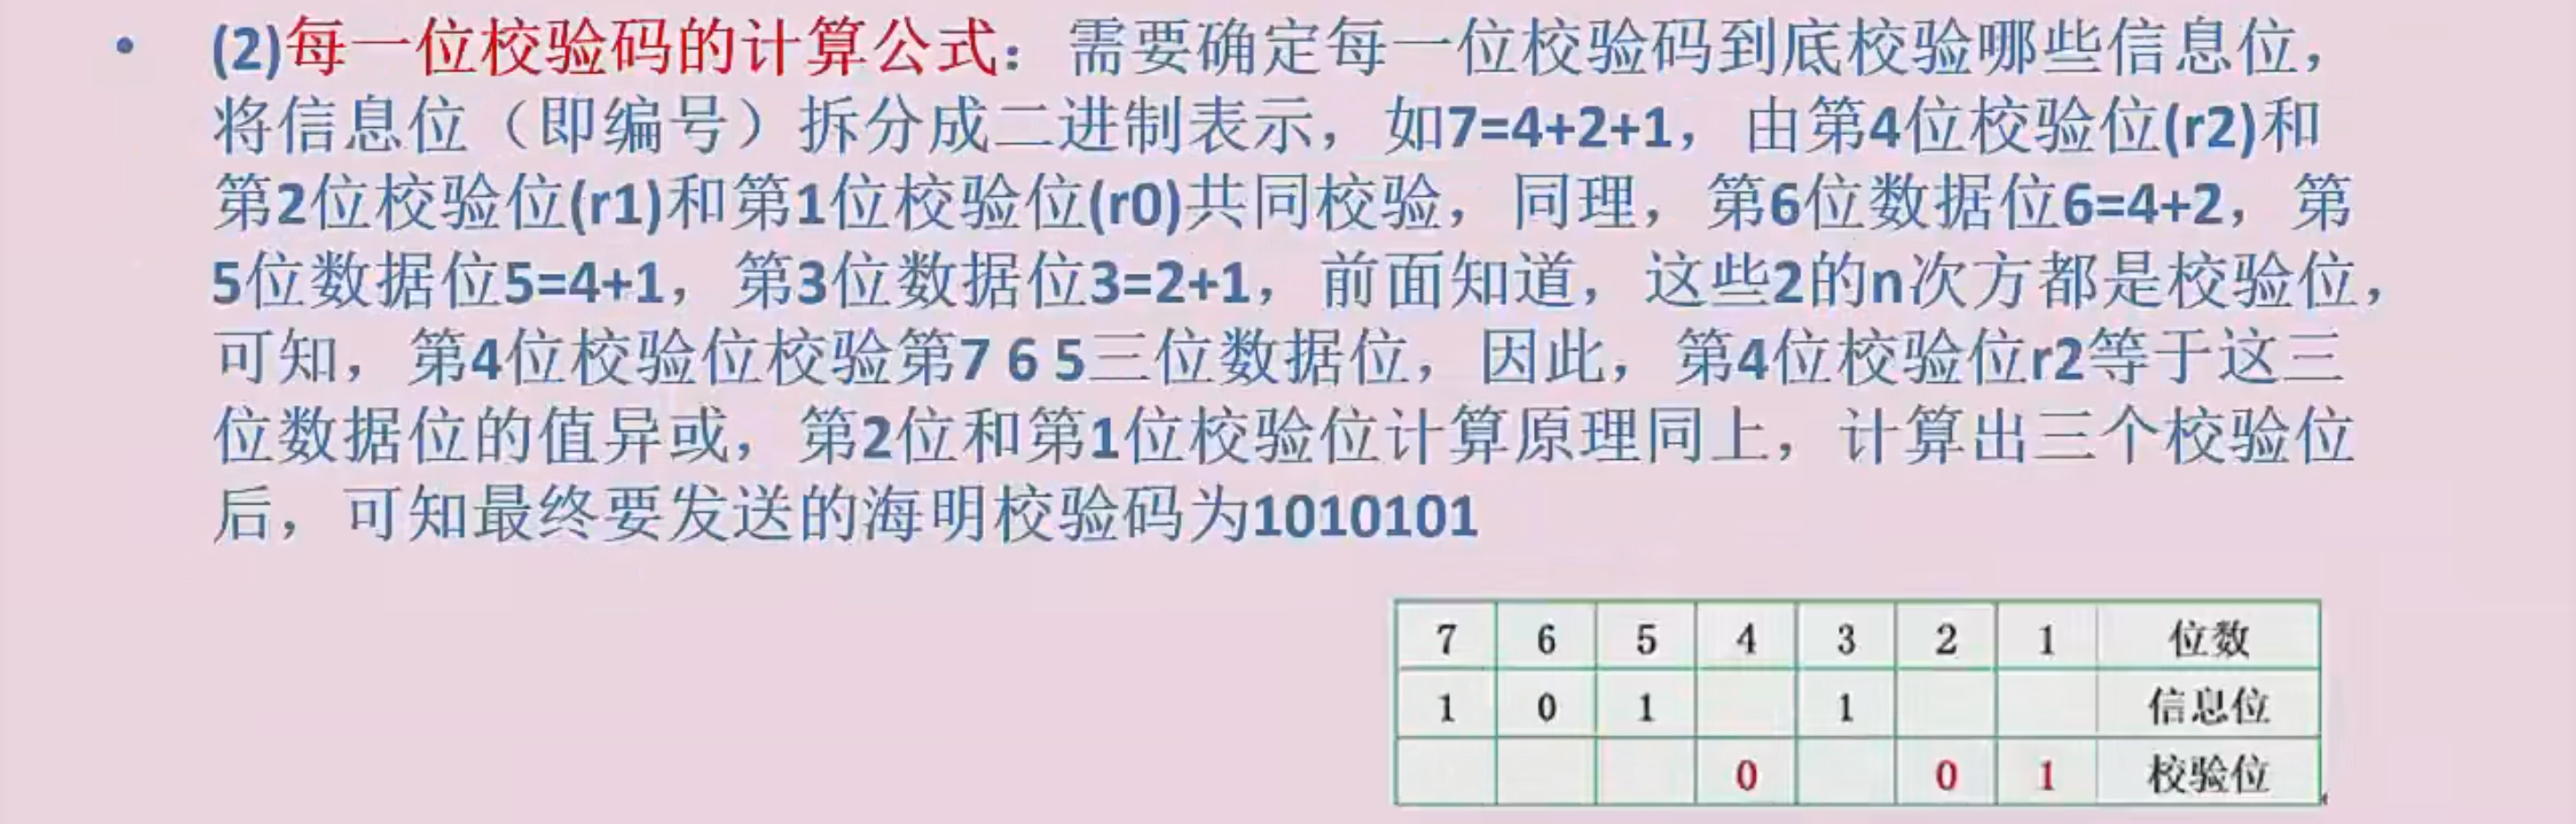 • (2)每一位校验码的计算公式：需要确定每一位校验码到底校验哪些信息位，
将信息位（即编号）拆分成二进制表示，如7=4+2+1，由第4位校验位(r2)和
第2位校验位(r1)和第1位校验位(r0)共同校验，同理，第6位数据位6=4+2，第
5位数据位5=4+1，第3位数据位3=2+1，前面知道，这些2的n次方都是校验位，
可知，第4位校验位校验第7 6 5三位数据位，因此，第4位校验位r2等于这三
位数据位的值异或，第2位和第1位校验位计算原理同上，计算出三个校验位
后，可知最终要发送的海明校验码为1010101
7 6 5 4 3 2 1 位数
1 0 1 1 信息位
0 0 1 校验位